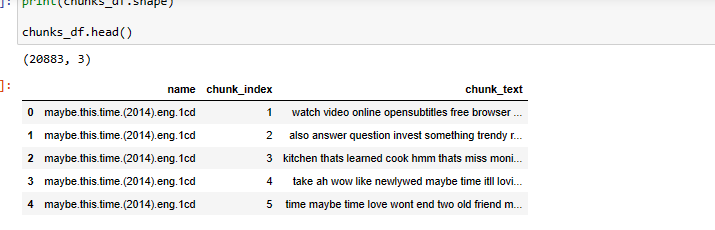 ]: print(chunks_df.shape)
chunks_df.head()
(20883, 3)
]:
name chunk_index chunk_text
0 maybe.this.time.(2014).eng.1cd 1 watch video online opensubtitles free browser ...
1 maybe.this.time.(2014).eng.1cd 2 also answer question invest something trendy r...
2 maybe.this.time.(2014).eng.1cd 3 kitchen thats learned cook hmm thats miss moni...
3 maybe.this.time.(2014).eng.1cd 4 take ah wow like newlywed maybe time itll lovi...
4 maybe.this.time.(2014).eng.1cd 5 time maybe time love wont end two old friend m...